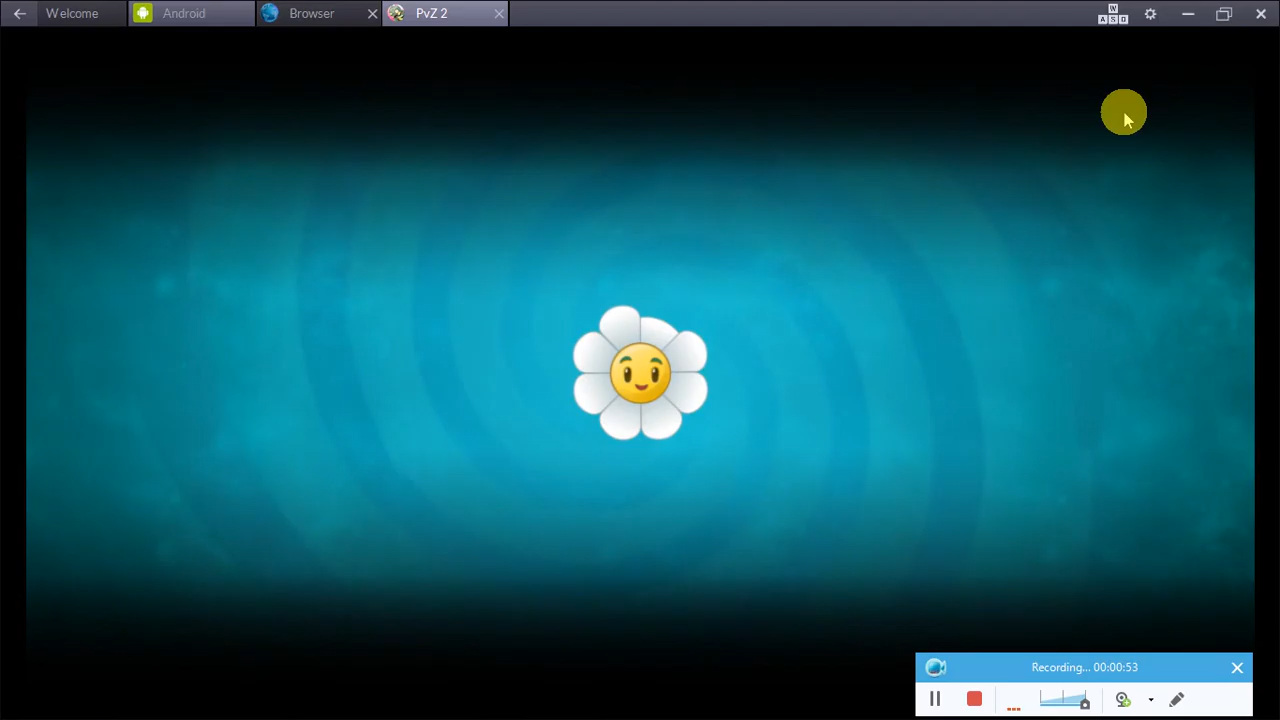 Welcome
Android
Browser
PvZ 2
W
A S D
Recording... 00:00:53